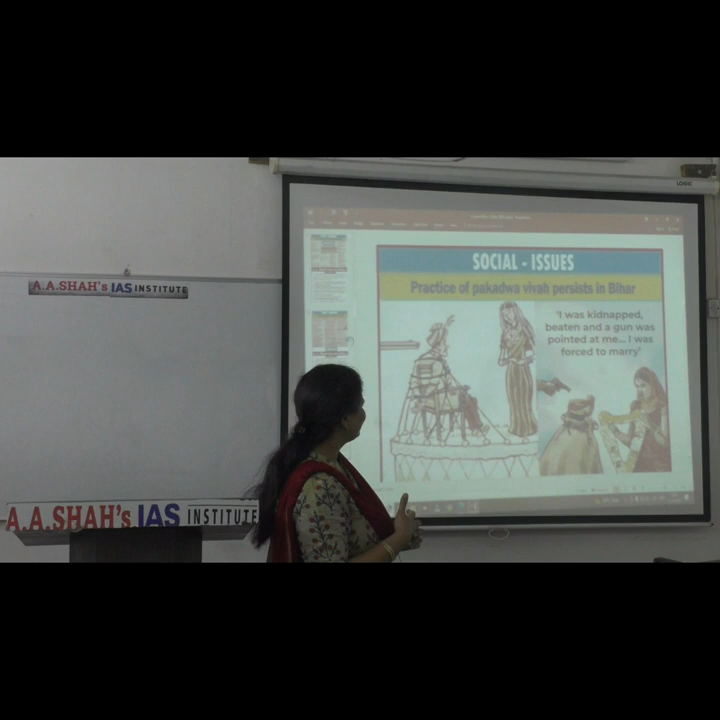 LOGIC
SOCIAL - ISSUES
Practice of pakadwa vivah persists in Bihar
'I was kidnapped,
beaten and a gun was
pointed at me... I was
forced to marry'
A.A.SHAH's IAS INSTITUTE
A.A.SHAH's IAS INSTITUTE